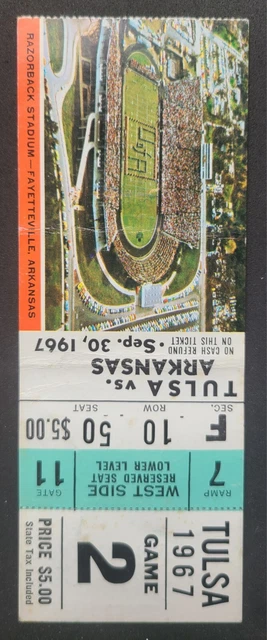 RAZORBACK STADIUM—FAYETTEVILLE, ARKANSAS
TULSA vs.
ARKANSAS
• Sep. 30, 1967
NO CASH REFUND
ON THIS TICKET
SEC. ROW SEAT
F 10 50 $5.00
RAMP
7
WEST SIDE
RESERVED SEAT
LOWER LEVEL
GATE
11
TULSA
1967
GAME
2
PRICE $5.00
State Tax Included